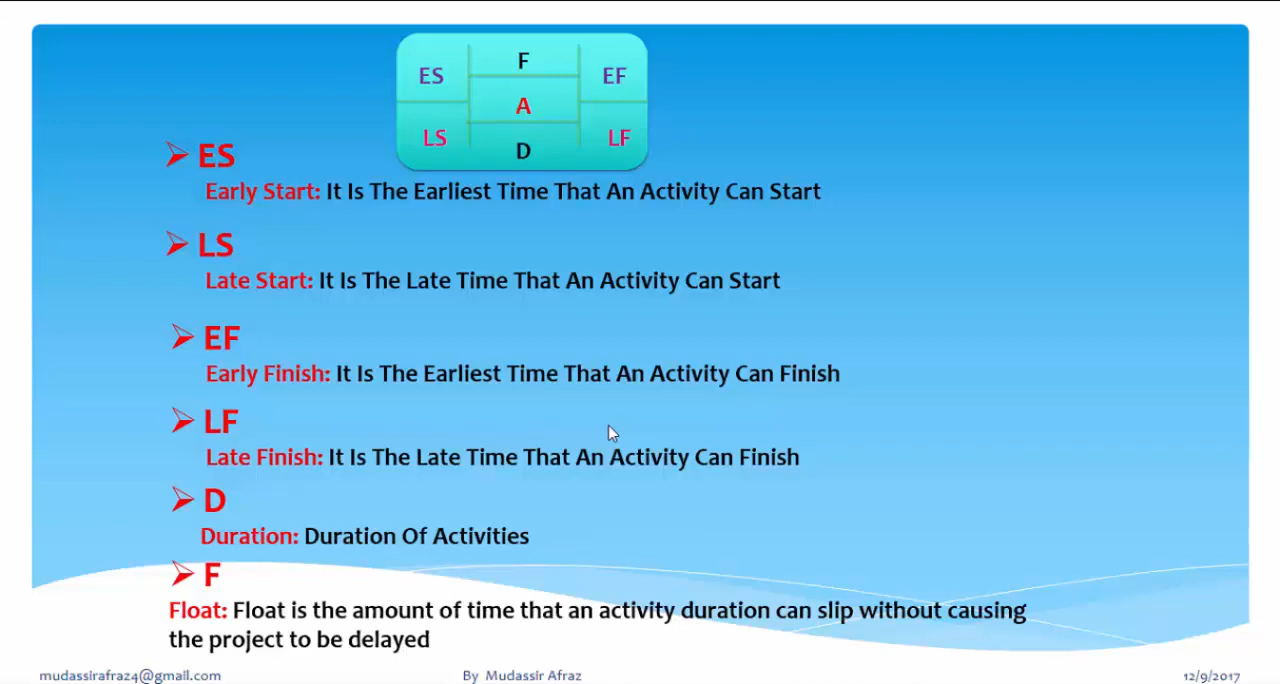 ES F EF
A
LS D LF
ES
Early Start: It Is The Earliest Time That An Activity Can Start
LS
Late Start: It Is The Late Time That An Activity Can Start
EF
Early Finish: It Is The Earliest Time That An Activity Can Finish
LF
Late Finish: It Is The Late Time That An Activity Can Finish
D
Duration: Duration Of Activities
F
Float: Float is the amount of time that an activity duration can slip without causing
the project to be delayed
mudassirafraz4@gmail.com By Mudassir Afraz 12/9/2017